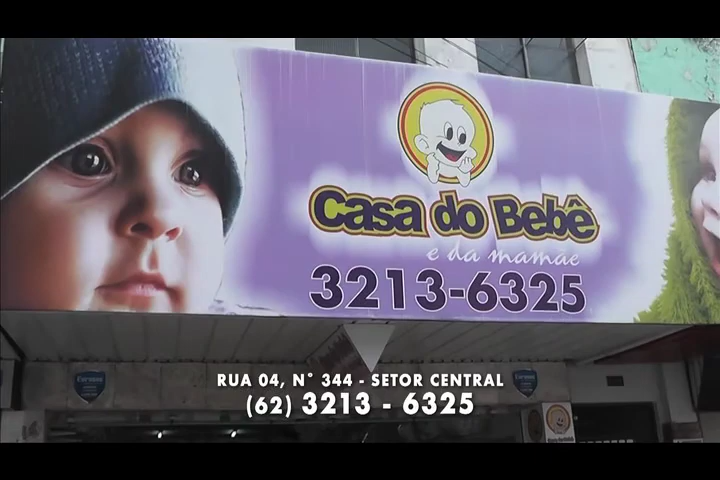 Casa do Bebê
e da mamãe
3213-6325
RUA 04, N° 344 - SETOR CENTRAL
(62) 3213 - 6325